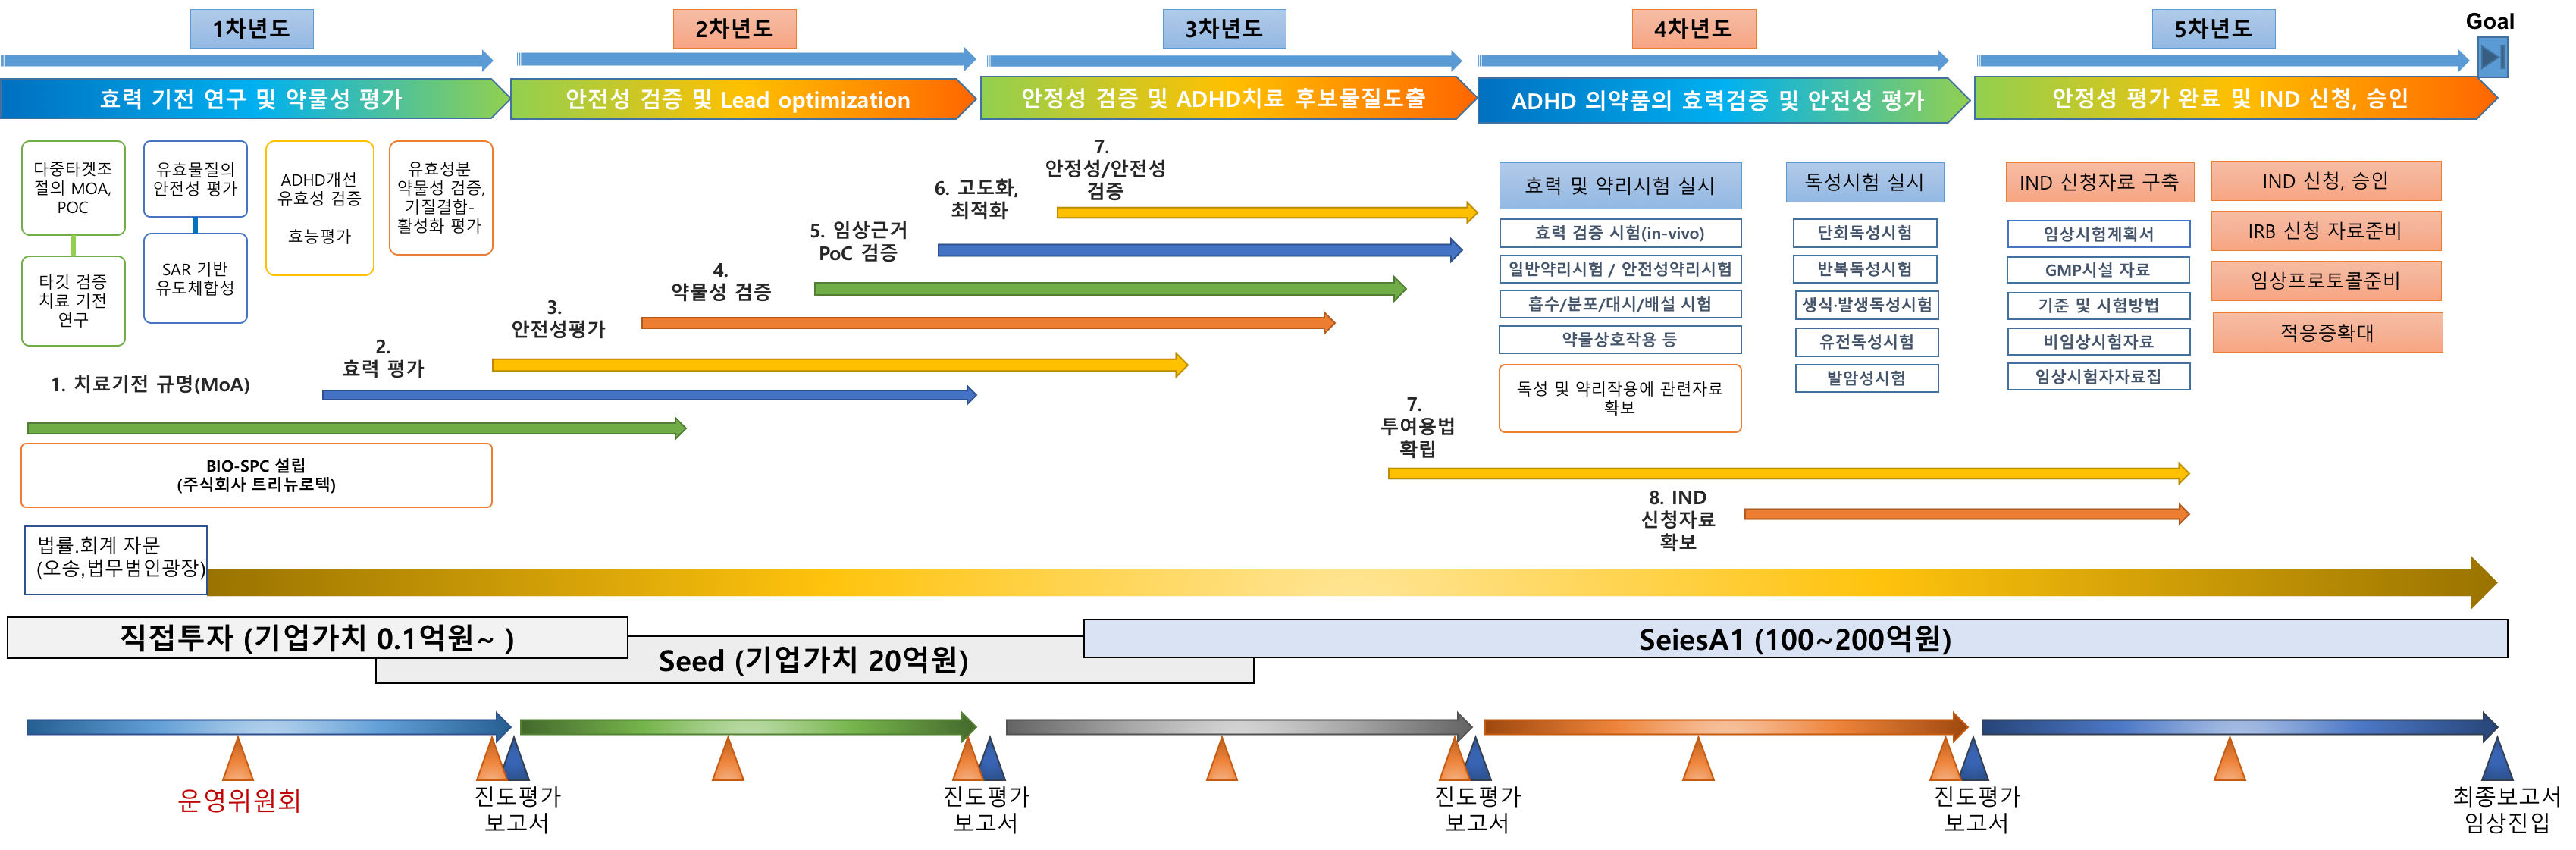 1차년도
2차년도
3차년도
4차년도
5차년도
Goal
효력 기전 연구 및 약물성 평가
안전성 검증 및 Lead optimization
안정성 검증 및 ADHD치료 후보물질도출
ADHD 의약품의 효력검증 및 안전성 평가
안정성 평가 완료 및 IND 신청, 승인
다중타겟조
절의 MOA,
POC
타깃 검증
치료 기전
연구
유효물질의
안전성 평가
SAR 기반
유도체합성
ADHD개선
유효성 검증
효능평가
유효성분
약물성 검증,
기질결합-
활성화 평가
1. 치료기전 규명(MoA)
2.
효력 평가
3.
안전성평가
4.
약물성 검증
5. 임상근거
PoC 검증
6. 고도화,
최적화
7.
안정성/안전성
검증
효력 및 약리시험 실시
효력 검증 시험(in-vivo)
일반약리시험 / 안전성약리시험
흡수/분포/대시/배설 시험
약물상호작용 등
독성 및 약리작용에 관련자료
확보
독성시험 실시
단회독성시험
반복독성시험
생식·발생독성시험
유전독성시험
발암성시험
IND 신청자료 구축
임상시험계획서
GMP시설 자료
기준 및 시험방법
비임상시험자료
임상시험자자료집
IND 신청, 승인
IRB 신청 자료준비
임상프로토콜준비
적응증확대
7.
투여용법
확립
8. IND
신청자료
확보
BIO-SPC 설립
(주식회사 트리뉴로텍)
법률.회계 자문
(오송,법무범인광장)
직접투자 (기업가치 0.1억원~ )
Seed (기업가치 20억원)
SeiesA1 (100~200억원)
운영위원회
진도평가
보고서
진도평가
보고서
진도평가
보고서
진도평가
보고서
최종보고서
임상진입